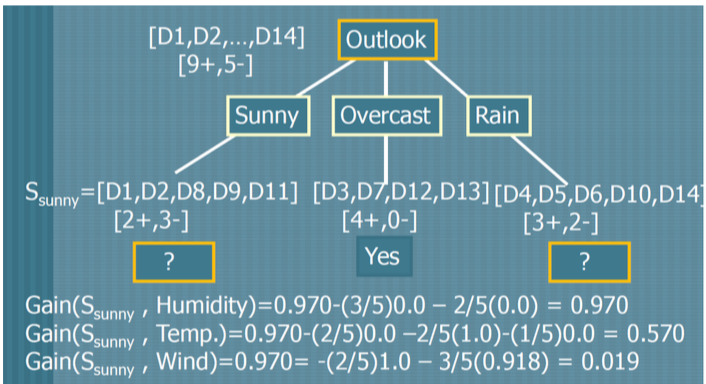 [D1,D2,...,D14] Outlook
[9+,5-]
Sunny Overcast Rain
Ssunny=[D1,D2,D8,D9,D11] [D3,D7,D12,D13] [D4,D5,D6,D10,D14]
[2+,3-] [4+,0-] [3+,2-]
? Yes ?
Gain(Ssunny , Humidity)=0.970-(3/5)0.0 – 2/5(0.0) = 0.970
Gain(Ssunny , Temp.)=0.970-(2/5)0.0 –2/5(1.0)-(1/5)0.0 = 0.570
Gain(Ssunny , Wind)=0.970= -(2/5)1.0 – 3/5(0.918) = 0.019